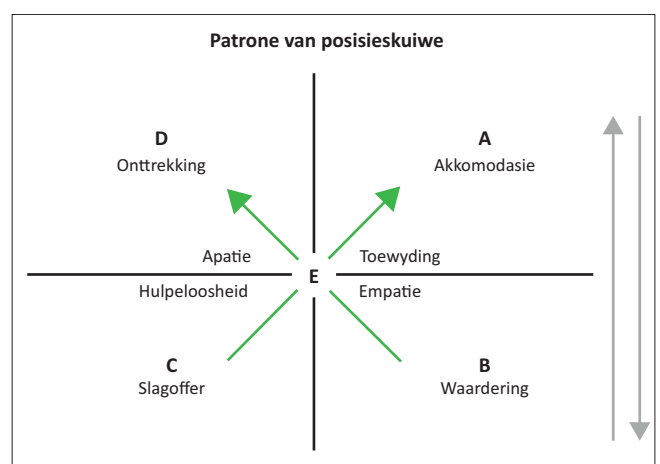 Patrone van posisieskuiwe
D
Onttrekking
A
Akkomodasie
Apatie
Toewyding
E
Hulpeloosheid
Empatie
C
Slagoffer
B
Waardering